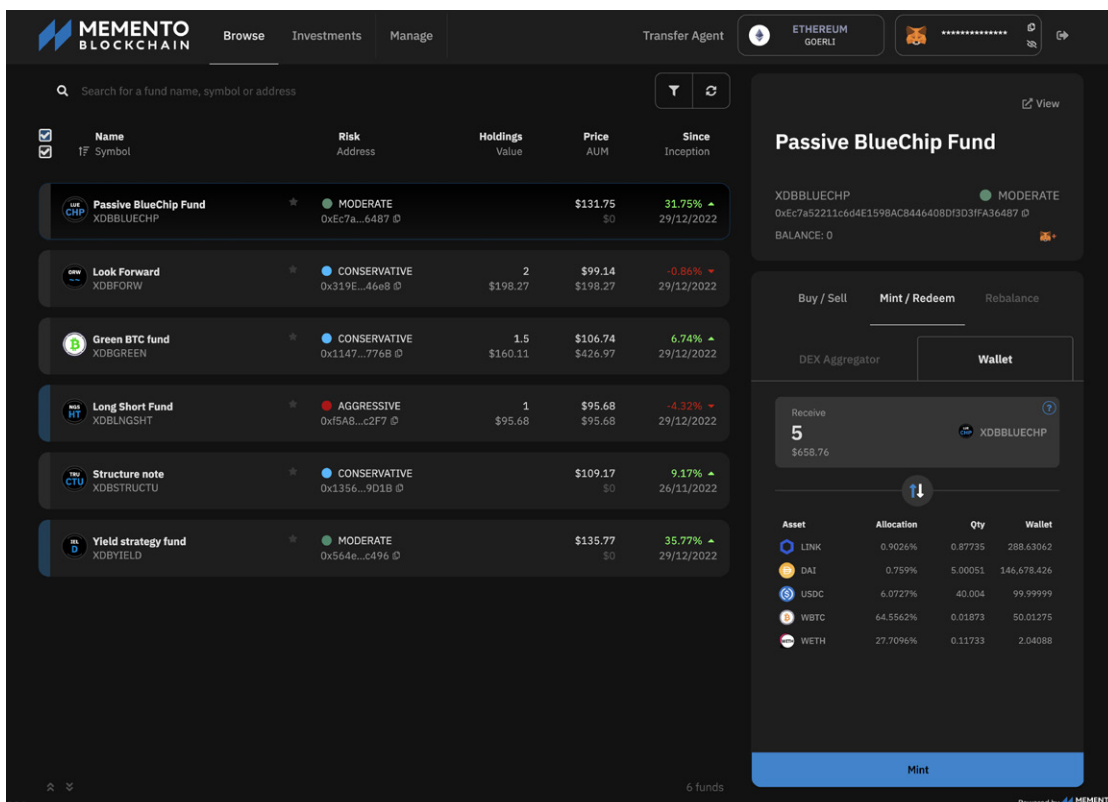 MEMENTO
BLOCKCHAIN
Browse Investments Manage
Transfer Agent
ETHEREUM
GOERLI
**************
Search for a fund name, symbol or address
Name Risk Holdings Price Since
Symbol Address Value AUM Inception
Passive BlueChip Fund MODERATE $131.75 31.75%
XDBBLUECHP 0xEc7a...6487 $0 29/12/2022
Look Forward CONSERVATIVE 2 $99.14 -0.86%
XDBFORW 0x319E...46e8 $198.27 $198.27 29/12/2022
Green BTC fund CONSERVATIVE 1.5 $106.74 6.74%
XDBGREEN 0x1147...776B $160.11 $426.97 29/12/2022
Long Short Fund AGGRESSIVE 1 $95.68 -4.32%
XDBLNGSHT 0xf5A8...c2F7 $95.68 $95.68 29/12/2022
Structure note CONSERVATIVE $109.17 9.17%
XDBSTRUCTU 0x1356...9D1B $0 26/11/2022
Yield strategy fund MODERATE $135.77 35.77%
XDBYIELD 0x564e...c496 $0 29/12/2022
6 funds
View
Passive BlueChip Fund
XDBBLUECHP MODERATE
0xEc7a52211c6d4E1598AC8446408Df3D3fFA36487
BALANCE: 0
Buy / Sell Mint / Redeem Rebalance
DEX Aggregator Wallet
Receive
5 XDBBLUECHP
$658.76
Asset Allocation Qty Wallet
LINK 0.9026% 0.87735 288.63062
DAI 0.759% 5.00051 146,678.426
USDC 6.0727% 40.004 99.99999
WBTC 64.5562% 0.01873 50.01275
WETH 27.7096% 0.11733 2.04088
Mint
Powered by MEMENTO